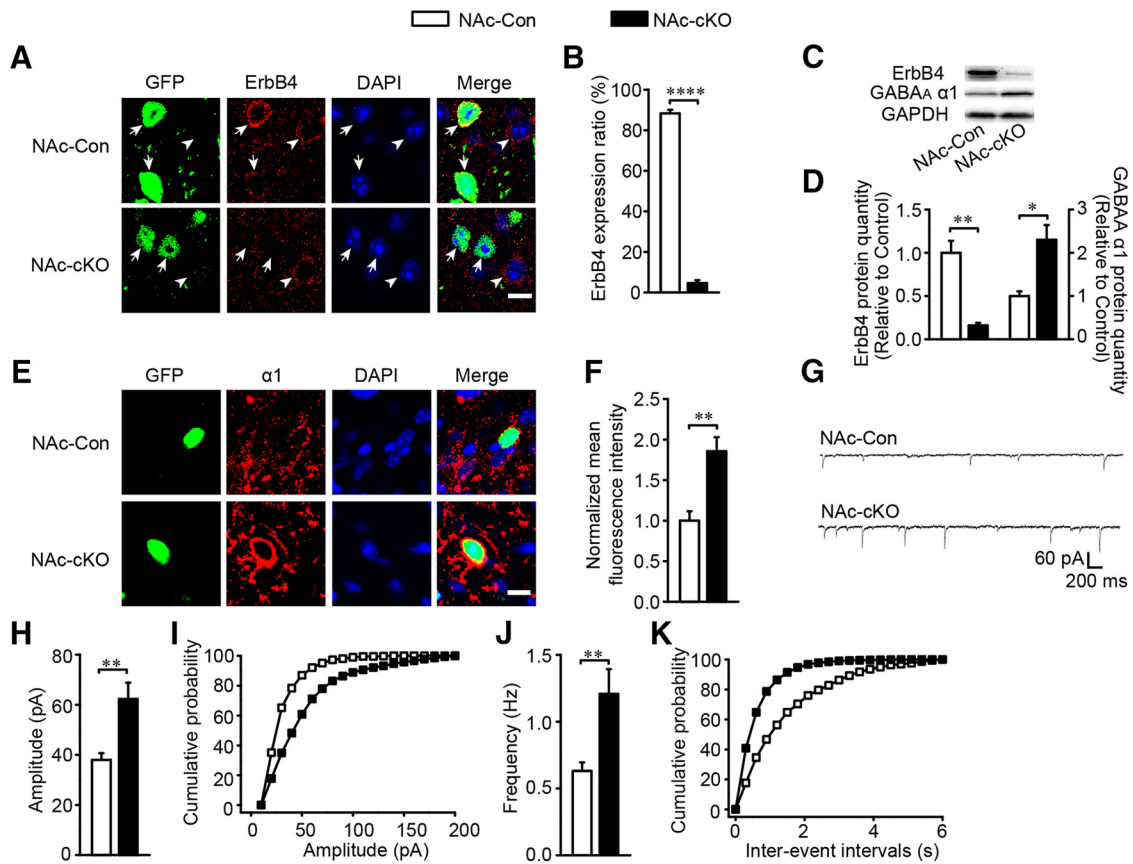 NAc-Con NAc-cKO
A
GFP ErbB4 DAPI Merge
NAc-Con
NAc-cKO
B
ErbB4 expression ratio (%)
100
80
60
40
20
0
****
C
ErbB4
GABAA α1
GAPDH
NAc-Con
NAc-cKO
D
ErbB4 protein quantity
(Relative to Control)
1.5
1.0
0.5
0.0
**
*
3
2
1
0
GABAA α1 protein quantity
(Relative to Control)
E
GFP α1 DAPI Merge
NAc-Con
NAc-cKO
F
Normalized mean
fluorescence intensity
2.5
2.0
1.5
1.0
0.5
0.0
**
G
NAc-Con
NAc-cKO
60 pA
200 ms
H
Amplitude (pA)
80
60
40
20
0
**
I
Cumulative probability
100
80
60
40
20
0
0 50 100 150 200
Amplitude (pA)
J
Frequency (Hz)
1.5
1.0
0.5
0.0
**
K
Cumulative probability
100
80
60
40
20
0
0 2 4 6
Inter-event intervals (s)